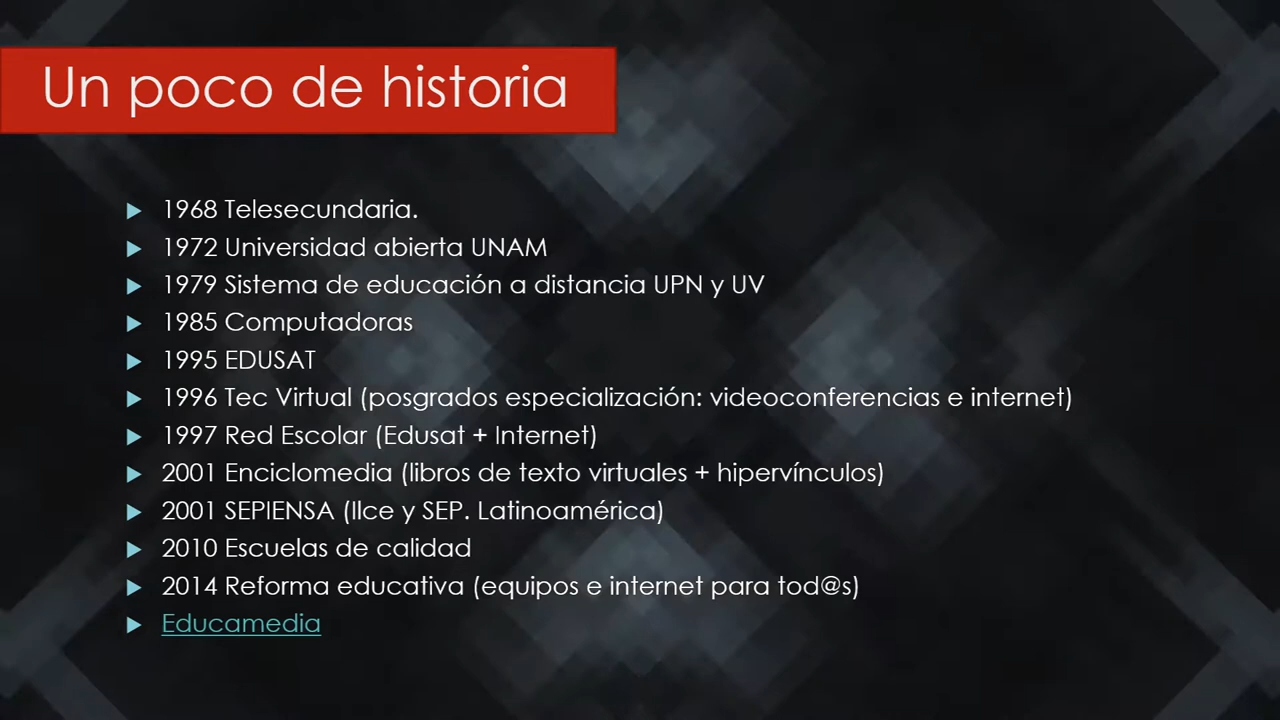 Un poco de historia
1968 Telesecundaria.
1972 Universidad abierta UNAM
1979 Sistema de educación a distancia UPN y UV
1985 Computadoras
1995 EDUSAT
1996 Tec Virtual (posgrados especialización: videoconferencias e internet)
1997 Red Escolar (Edusat + Internet)
2001 Enciclomedia (libros de texto virtuales + hipervínculos)
2001 SEPIENSA (Ilce y SEP. Latinoamérica)
2010 Escuelas de calidad
2014 Reforma educativa (equipos e internet para tod@s)
Educamedia